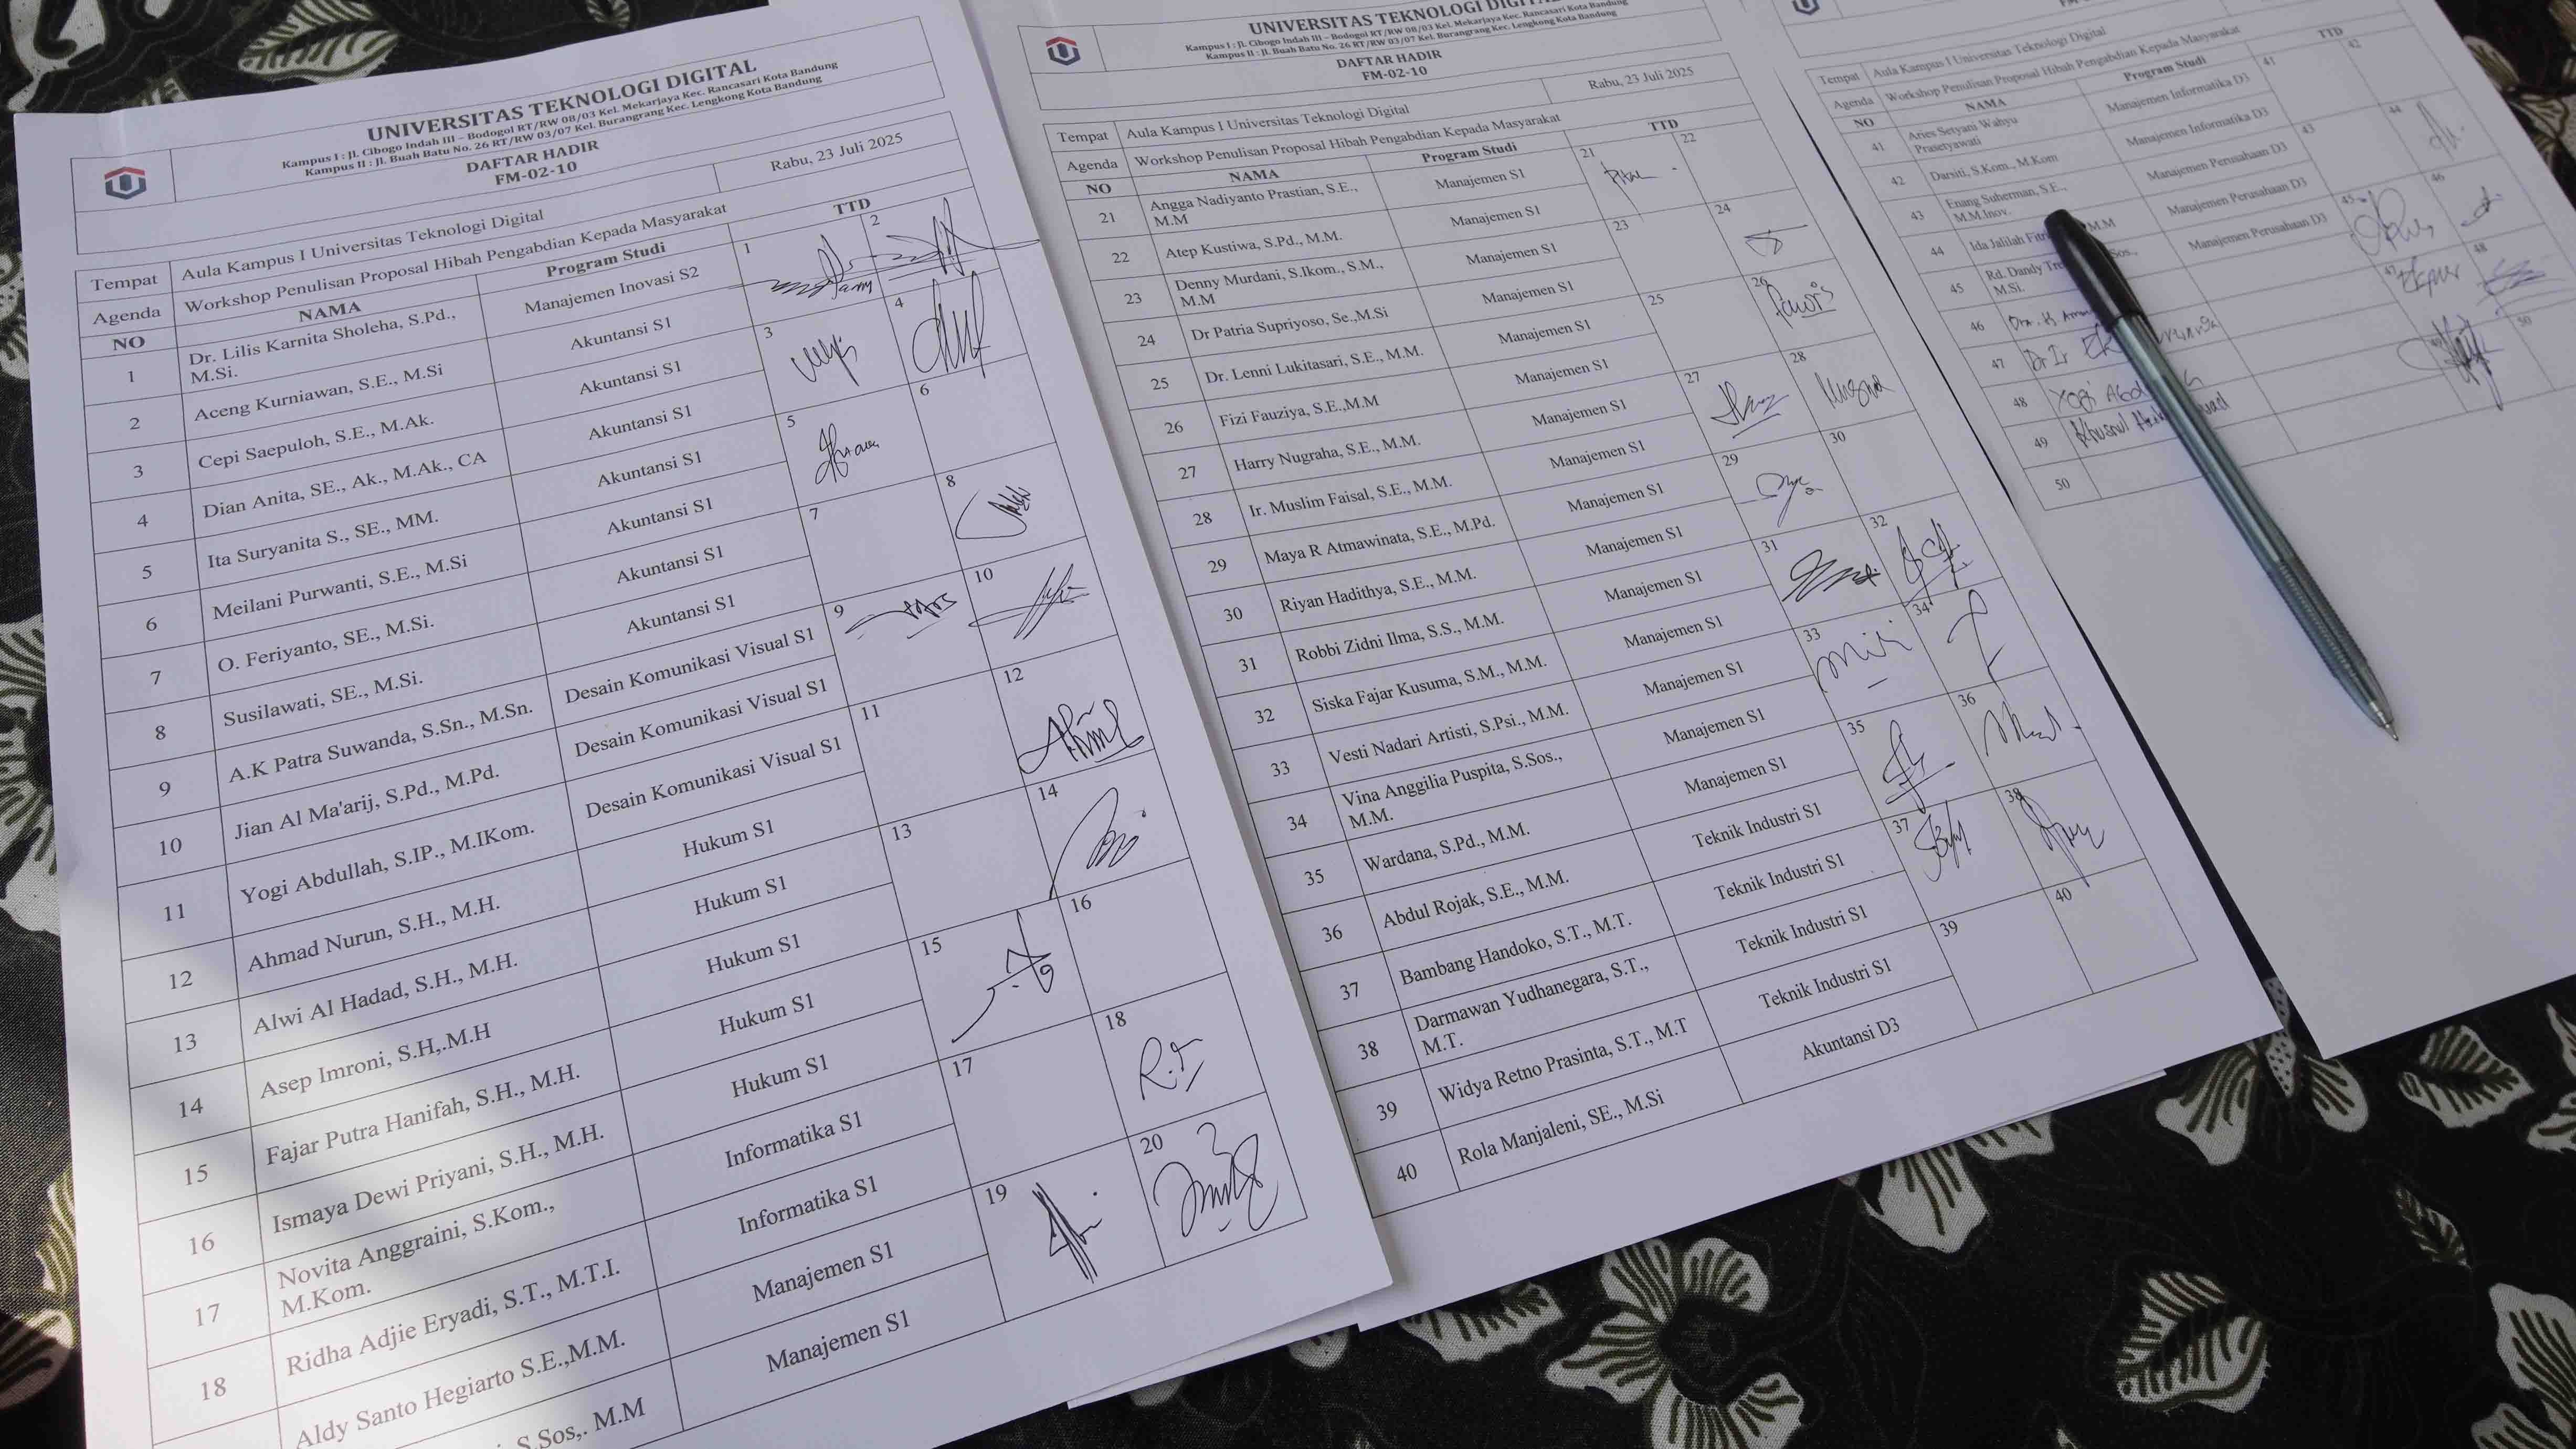 UNIVERSITAS TEKNOLOGI DIGITAL
Kampus I : Jl. Cibogo Indah III – Bodogol RT/RW 08/03 Kel. Mekarjaya Kec. Rancasari Kota Bandung
Kampus II : Jl. Buah Batu No. 26 RT/RW 03/07 Kel. Burangrang Kec. Lengkong Kota Bandung
DAFTAR HADIR
FM-02-10
Rabu, 23 Juli 2025
Tempat Aula Kampus I Universitas Teknologi Digital
Agenda Workshop Penulisan Proposal Hibah Pengabdian Kepada Masyarakat
NO NAMA Program Studi TTD
1 Dr. Lilis Karnita Sholeha, S.Pd., M.Si. Manajemen Inovasi S2 1
2 Aceng Kurniawan, S.E., M.Si Akuntansi S1 2
3 Cepi Saepuloh, S.E., M.Ak. Akuntansi S1 3
4 Dian Anita, SE., Ak., M.Ak., CA Akuntansi S1 4
5 Ita Suryanita S., SE., MM. Akuntansi S1 5
6 Meilani Purwanti, S.E., M.Si Akuntansi S1 6
7 O. Feriyanto, SE., M.Si. Akuntansi S1 7
8 Susilawati, SE., M.Si. Akuntansi S1 8
9 A.K Patra Suwanda, S.Sn., M.Sn. Desain Komunikasi Visual S1 9
10 Jian Al Ma'arij, S.Pd., M.Pd. Desain Komunikasi Visual S1 10
11 Yogi Abdullah, S.IP., M.IKom. Desain Komunikasi Visual S1 11
12 Ahmad Nurun, S.H., M.H. Hukum S1 12
13 Alwi Al Hadad, S.H., M.H. Hukum S1 13
14 Asep Imroni, S.H,.M.H Hukum S1 14
15 Fajar Putra Hanifah, S.H., M.H. Hukum S1 15
16 Ismaya Dewi Priyani, S.H., M.H. Hukum S1 16
17 Novita Anggraini, S.Kom., M.Kom. Informatika S1 17
18 Ridha Adjie Eryadi, S.T., M.T.I. Informatika S1 18
Aldy Santo Hegiarto S.E.,M.M. Manajemen S1 19
S.Sos,. M.M Manajemen S1 20
UNIVERSITAS TEKNOLOGI DIGITAL
Kampus I : Jl. Cibogo Indah III – Bodogol RT/RW 08/03 Kel. Mekarjaya Kec. Rancasari Kota Bandung
Kampus II : Jl. Buah Batu No. 26 RT/RW 03/07 Kel. Burangrang Kec. Lengkong Kota Bandung
DAFTAR HADIR
FM-02-10
Rabu, 23 Juli 2025
Tempat Aula Kampus I Universitas Teknologi Digital
Agenda Workshop Penulisan Proposal Hibah Pengabdian Kepada Masyarakat
NO NAMA Program Studi TTD
21 Angga Nadiyanto Prastian, S.E., M.M Manajemen S1 21
22 Atep Kustiwa, S.Pd., M.M. Manajemen S1 22
23 Denny Murdani, S.Ikom., S.M., M.M Manajemen S1 23
24 Dr Patria Supriyoso, Se.,M.Si Manajemen S1 24
25 Dr. Lenni Lukitasari, S.E., M.M. Manajemen S1 25
26 Fizi Fauziya, S.E.,M.M Manajemen S1 26
27 Harry Nugraha, S.E., M.M. Manajemen S1 27
28 Ir. Muslim Faisal, S.E., M.M. Manajemen S1 28
29 Maya R Atmawinata, S.E., M.Pd. Manajemen S1 29
30 Riyan Hadithya, S.E., M.M. Manajemen S1 30
31 Robbi Zidni Ilma, S.S., M.M. Manajemen S1 31
32 Siska Fajar Kusuma, S.M., M.M. Manajemen S1 32
33 Vesti Nadari Artisti, S.Psi., M.M. Manajemen S1 33
34 Vina Anggilia Puspita, S.Sos., M.M. Manajemen S1 34
35 Wardana, S.Pd., M.M. Manajemen S1 35
36 Abdul Rojak, S.E., M.M. Teknik Industri S1 36
37 Bambang Handoko, S.T., M.T. Teknik Industri S1 37
38 Darmawan Yudhanegara, S.T., M.T. Teknik Industri S1 38
39 Widya Retno Prasinta, S.T., M.T Teknik Industri S1 39
40 Rola Manjaleni, SE., M.Si Akuntansi D3 40
Tempat Aula Kampus I Universitas Teknologi Digital
Agenda Workshop Penulisan Proposal Hibah Pengabdian Kepada Masyarakat
NO NAMA Program Studi TTD
41 Aries Setyani Wahyu Prasetyawati Manajemen Informatika D3 41
42 Darsiti, S.Kom., M.Kom Manajemen Informatika D3 42
43 Enang Suherman, S.E., M.M.Inov. Manajemen Perusahaan D3 43
44 Ida Jalilah M.M Manajemen Perusahaan D3 44
45 Rd. Dandy M.Si. Manajemen Perusahaan D3 45
46 46
47 Dr Ir 47
48 Yogi 48
49 Khusnul 49
50 50